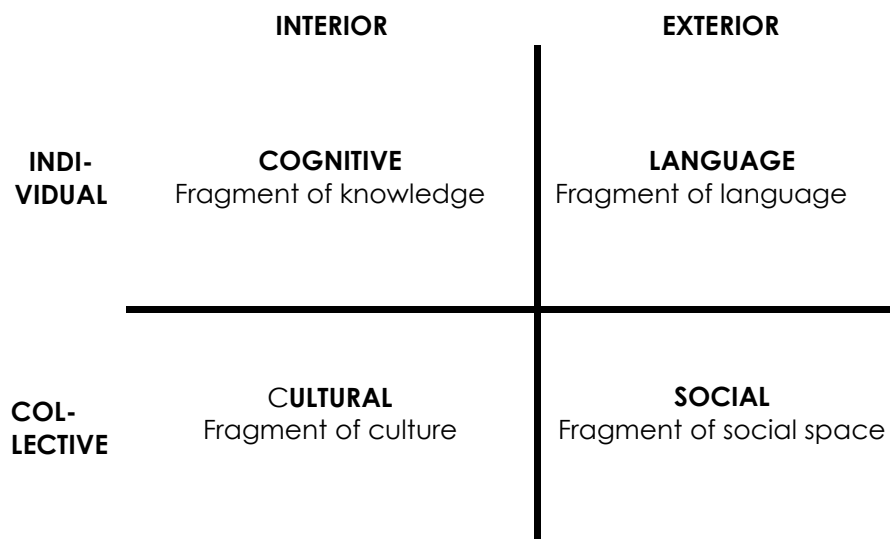 INTERIOR EXTERIOR
INDI-
VIDUAL
COGNITIVE
Fragment of knowledge
LANGUAGE
Fragment of language
COL-
LECTIVE
CULTURAL
Fragment of culture
SOCIAL
Fragment of social space